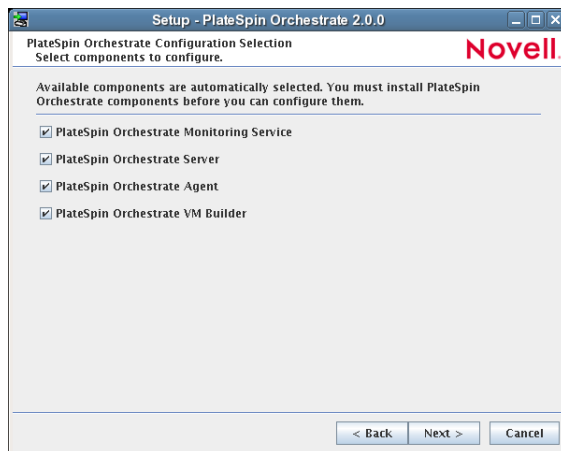 Setup - PlateSpin Orchestrate 2.0.0
PlateSpin Orchestrate Configuration Selection
Select components to configure.
Novell.
Available components are automatically selected. You must install PlateSpin
Orchestrate components before you can configure them.
PlateSpin Orchestrate Monitoring Service
PlateSpin Orchestrate Server
PlateSpin Orchestrate Agent
PlateSpin Orchestrate VM Builder
< Back Next > Cancel